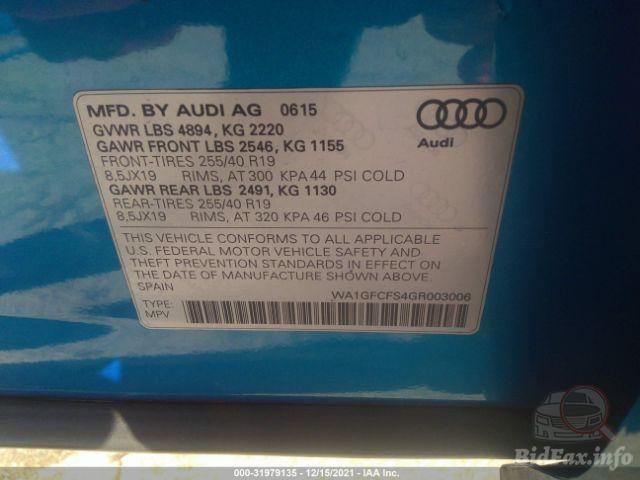 MFD. BY AUDI AG 0615
GVWR LBS 4894, KG 2220
GAWR FRONT LBS 2546, KG 1155
FRONT-TIRES 255/40 R19
8,5JX19 RIMS, AT 300 KPA 44 PSI COLD
GAWR REAR LBS 2491, KG 1130
REAR-TIRES 255/40 R19
8,5JX19 RIMS, AT 320 KPA 46 PSI COLD
Audi
THIS VEHICLE CONFORMS TO ALL APPLICABLE
U.S. FEDERAL MOTOR VEHICLE SAFETY AND
THEFT PREVENTION STANDARDS IN EFFECT ON
THE DATE OF MANUFACTURE SHOWN ABOVE.
SPAIN
WA1GFCFS4GR003006
TYPE:
MPV
BidFax.info
000-31979135 - 12/15/2021 - IAA Inc.